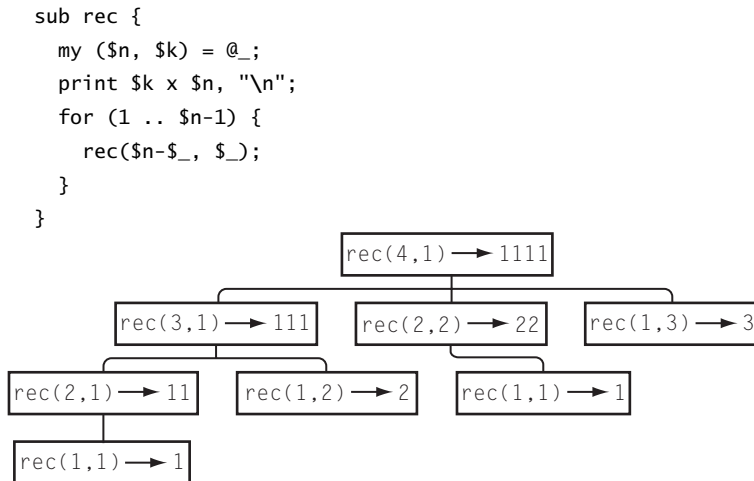 sub rec {
my ($n, $k) = @_;
print $k x $n, "\n";
for (1 .. $n-1) {
rec($n-$_, $_);
}
}
rec(4,1) → 1111
rec(3,1) → 111
rec(2,2) → 22
rec(1,3) → 3
rec(2,1) → 11
rec(1,2) → 2
rec(1,1) → 1
rec(1,1) → 1